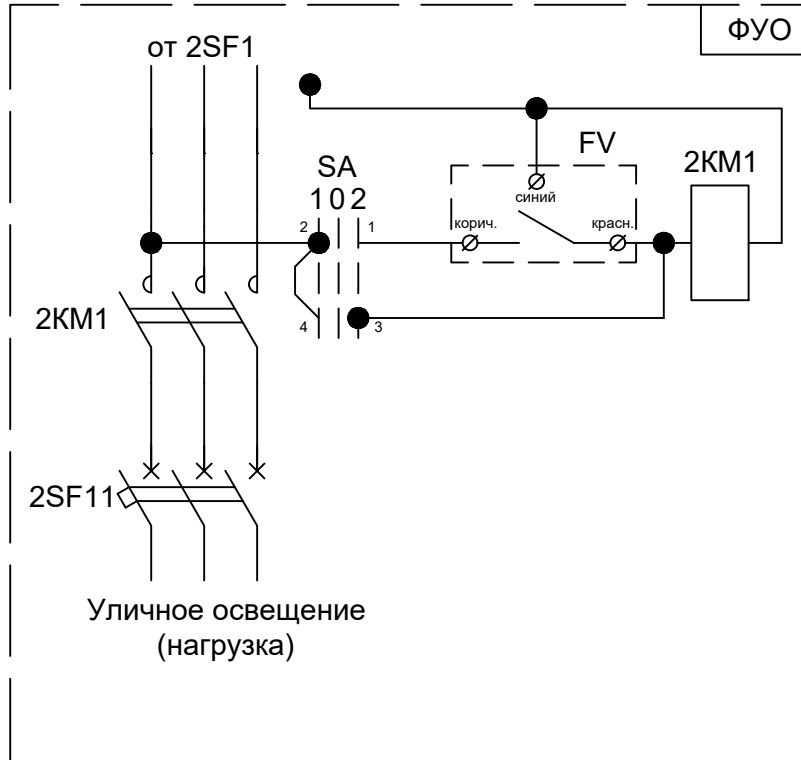 ФУО
от 2SF1
FV
2КМ1
SA
1 0 2
синий
2
1
корич.
красн.
2КМ1
4
3
2SF11
Уличное освещение
(нагрузка)